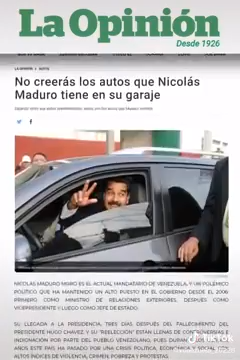 La Opinión
Desde 1926
No creerás los autos que Nicolás
Maduro tiene en su garaje
NICOLÁS MADURO MOROS ES EL ACTUAL MANDATARIO DE VENEZUELA, Y UN POLÉMICO
POLÍTICO QUE HA MANTENIDO UN ALTO PUESTO EN EL GOBIERNO DESDE EL 2006
PRIMERO COMO MINISTRO DE RELACIONES EXTERIORES, DESPUÉS COMO
VICEPRESIDENTE Y LUEGO COMO JEFE DE ESTADO.
SU LLEGADA A LA PRESIDENCIA, TRES DÍAS DESPUÉS DEL FALLECIMIENTO DEL
PRESIDENTE HUGO CHÁVEZ, Y SU "REELECCIÓN" ESTÁN LLENAS DE CONTROVERSIAS E
INDIGNACIÓN POR PARTE DEL PUEBLO VENEZOLANO, PUES DURANTE
AÑOS ESTE PAÍS, HA PASADO POR UNA CRISIS POLÍTICA, ECONÓMICA Y SOCIAL, CON
ALTOS ÍNDICES DE VIOLENCIA, CRIMEN, POBREZA Y PROTESTAS.